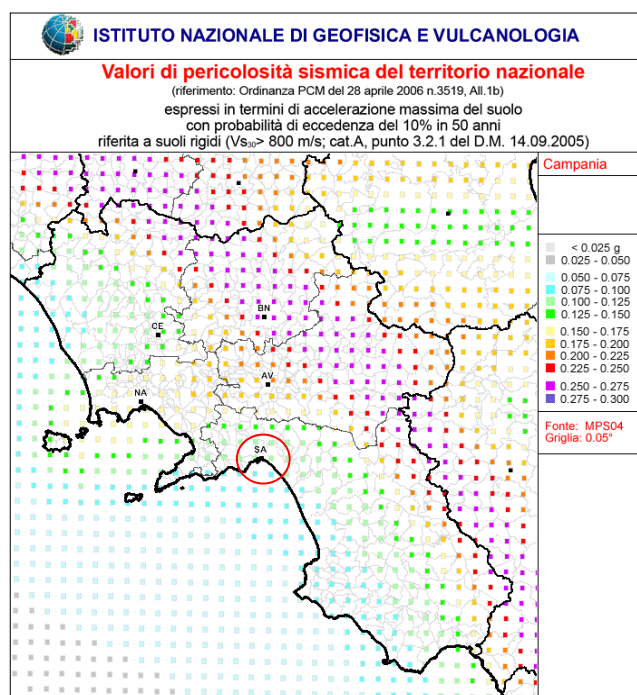 ISTITUTO NAZIONALE DI GEOFISICA E VULCANOLOGIA
Valori di pericolosità sismica del territorio nazionale
(riferimento: Ordinanza PCM del 28 aprile 2006 n.3519, All.1b)
espressi in termini di accelerazione massima del suolo
con probabilità di eccedenza del 10% in 50 anni
riferita a suoli rigidi (Vs₃₀> 800 m/s; cat.A, punto 3.2.1 del D.M. 14.09.2005)
Campania
< 0.025 g
0.025 - 0.050
0.050 - 0.075
0.075 - 0.100
0.100 - 0.125
0.125 - 0.150
0.150 - 0.175
0.175 - 0.200
0.200 - 0.225
0.225 - 0.250
0.250 - 0.275
0.275 - 0.300
Fonte: MPS04
Griglia: 0.05°
BN
CE
AV
NA
SA